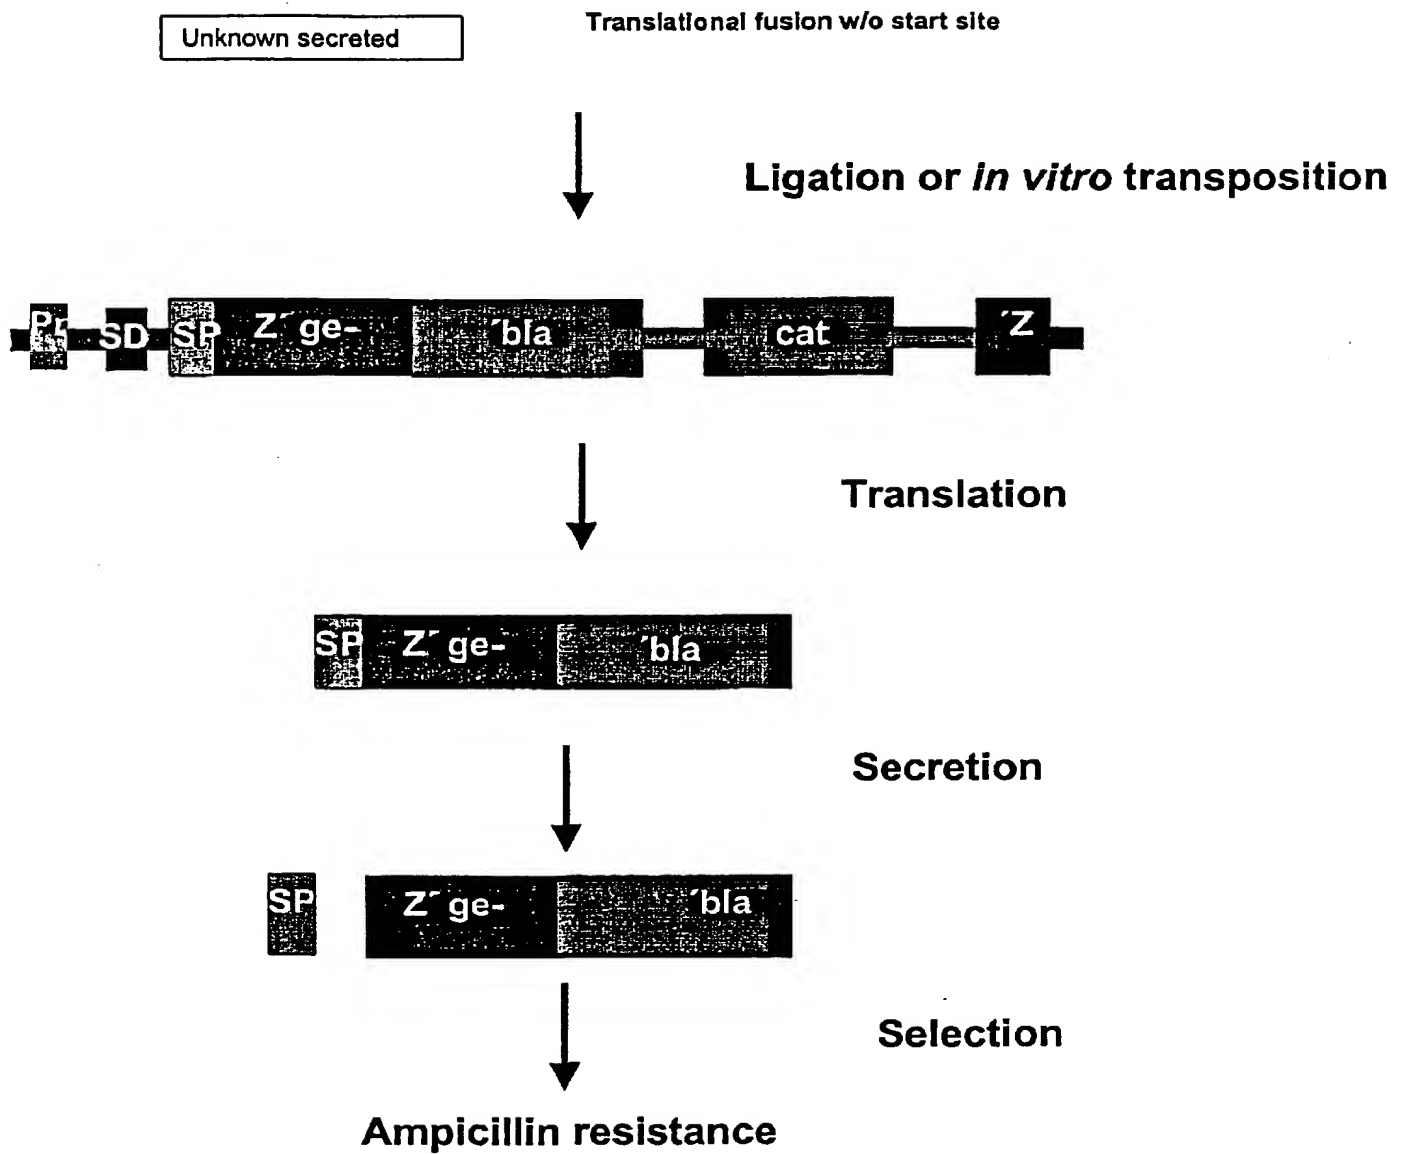 Unknown secreted
Translational fusion w/o start site
Ligation or in vitro transposition
Pr SD SP Z´ ge- ´bla cat ´Z
Translation
SP Z´ ge- ´bla
Secretion
SP Z´ ge- ´bla
Selection
Ampicillin resistance